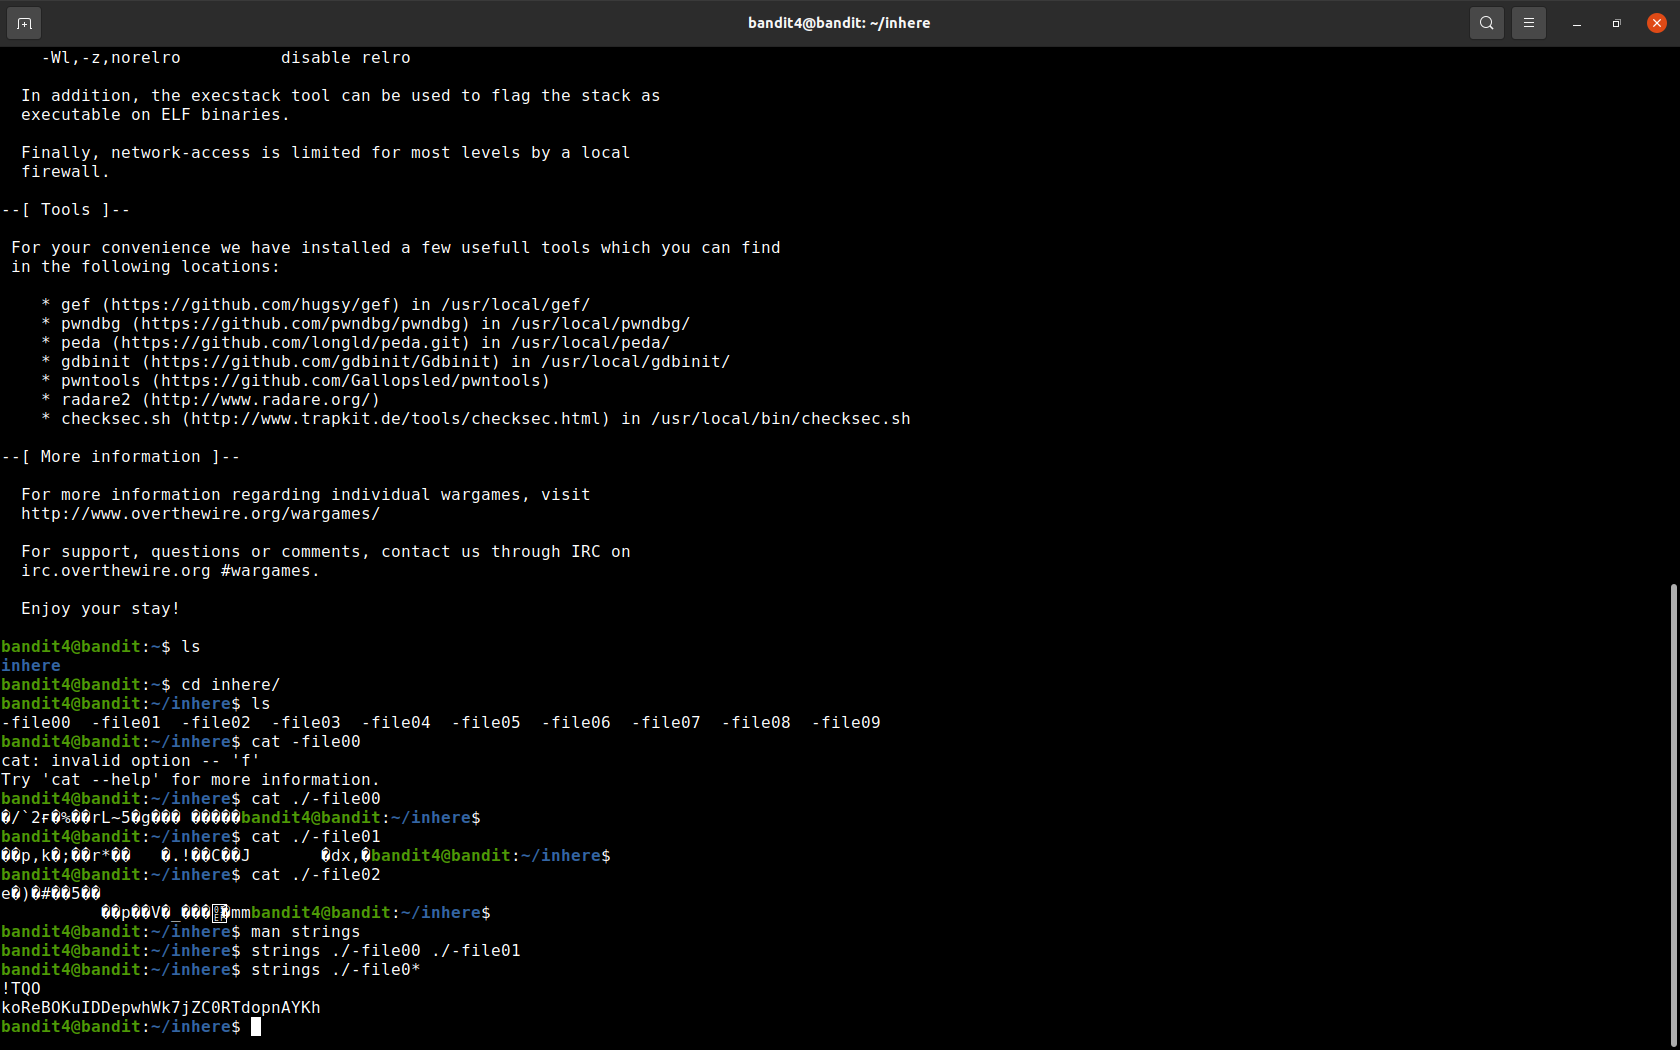 bandit4@bandit: ~/inhere
-Wl,-z,norelro          disable relro
In addition, the execstack tool can be used to flag the stack as
executable on ELF binaries.
Finally, network-access is limited for most levels by a local
firewall.
--[ Tools ]--
For your convenience we have installed a few usefull tools which you can find
in the following locations:
* gef (https://github.com/hugsy/gef) in /usr/local/gef/
* pwndbg (https://github.com/pwndbg/pwndbg) in /usr/local/pwndbg/
* peda (https://github.com/longld/peda.git) in /usr/local/peda/
* gdbinit (https://github.com/gdbinit/Gdbinit) in /usr/local/gdbinit/
* pwntools (https://github.com/Gallopsled/pwntools)
* radare2 (http://www.radare.org/)
* checksec.sh (http://www.trapkit.de/tools/checksec.html) in /usr/local/bin/checksec.sh
--[ More information ]--
For more information regarding individual wargames, visit
http://www.overthewire.org/wargames/
For support, questions or comments, contact us through IRC on
irc.overthewire.org #wargames.
Enjoy your stay!
bandit4@bandit:~$ ls
inhere
bandit4@bandit:~$ cd inhere/
bandit4@bandit:~/inhere$ ls
-file00  -file01  -file02  -file03  -file04  -file05  -file06  -file07  -file08  -file09
bandit4@bandit:~/inhere$ cat -file00
cat: invalid option -- 'f'
Try 'cat --help' for more information.
bandit4@bandit:~/inhere$ cat ./-file00
�/`2ғ�%��rL~5�g��� �����bandit4@bandit:~/inhere$
bandit4@bandit:~/inhere$ cat ./-file01
��p,k�;��r*��   �.!��C��J       �dx,�bandit4@bandit:~/inhere$
bandit4@bandit:~/inhere$ cat ./-file02
e�)�#��5��
��p��V�_����mmbandit4@bandit:~/inhere$
bandit4@bandit:~/inhere$ man strings
bandit4@bandit:~/inhere$ strings ./-file00 ./-file01
bandit4@bandit:~/inhere$ strings ./-file0*
!TQO
koReBOKuIDDepwhWk7jZC0RTdopnAYKh
bandit4@bandit:~/inhere$